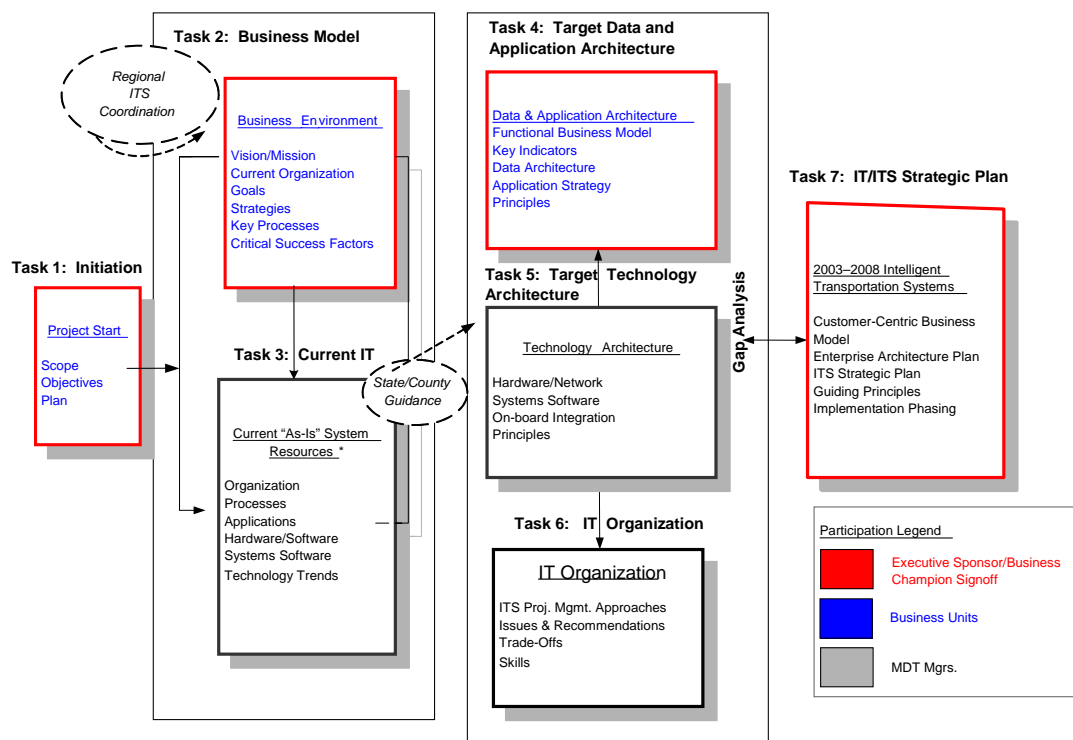 Task 1:  Initiation
Project Start
Scope
Objectives
Plan
Task 2:  Business Model
Regional
ITS
Coordination
Business Environment
Vision/Mission
Current Organization
Goals
Strategies
Key Processes
Critical Success Factors
Task 3:  Current IT
Current “As-Is” System
Resources *
Organization
Processes
Applications
Hardware/Software
Systems Software
Technology Trends
State/County
Guidance
Task 4:  Target Data and
Application Architecture
Data & Application Architecture
Functional Business Model
Key Indicators
Data Architecture
Application Strategy
Principles
Task 5:  Target Technology
Architecture
Technology Architecture
Hardware/Network
Systems Software
On-board Integration
Principles
Task 6:  IT Organization
IT Organization
ITS Proj. Mgmt. Approaches
Issues & Recommendations
Trade-Offs
Skills
Gap Analysis
Task 7:  IT/ITS Strategic Plan
2003–2008 Intelligent
Transportation Systems
Customer-Centric Business
Model
Enterprise Architecture Plan
ITS Strategic Plan
Guiding Principles
Implementation Phasing
Participation Legend
Executive Sponsor/Business
Champion Signoff
Business Units
MDT Mgrs.